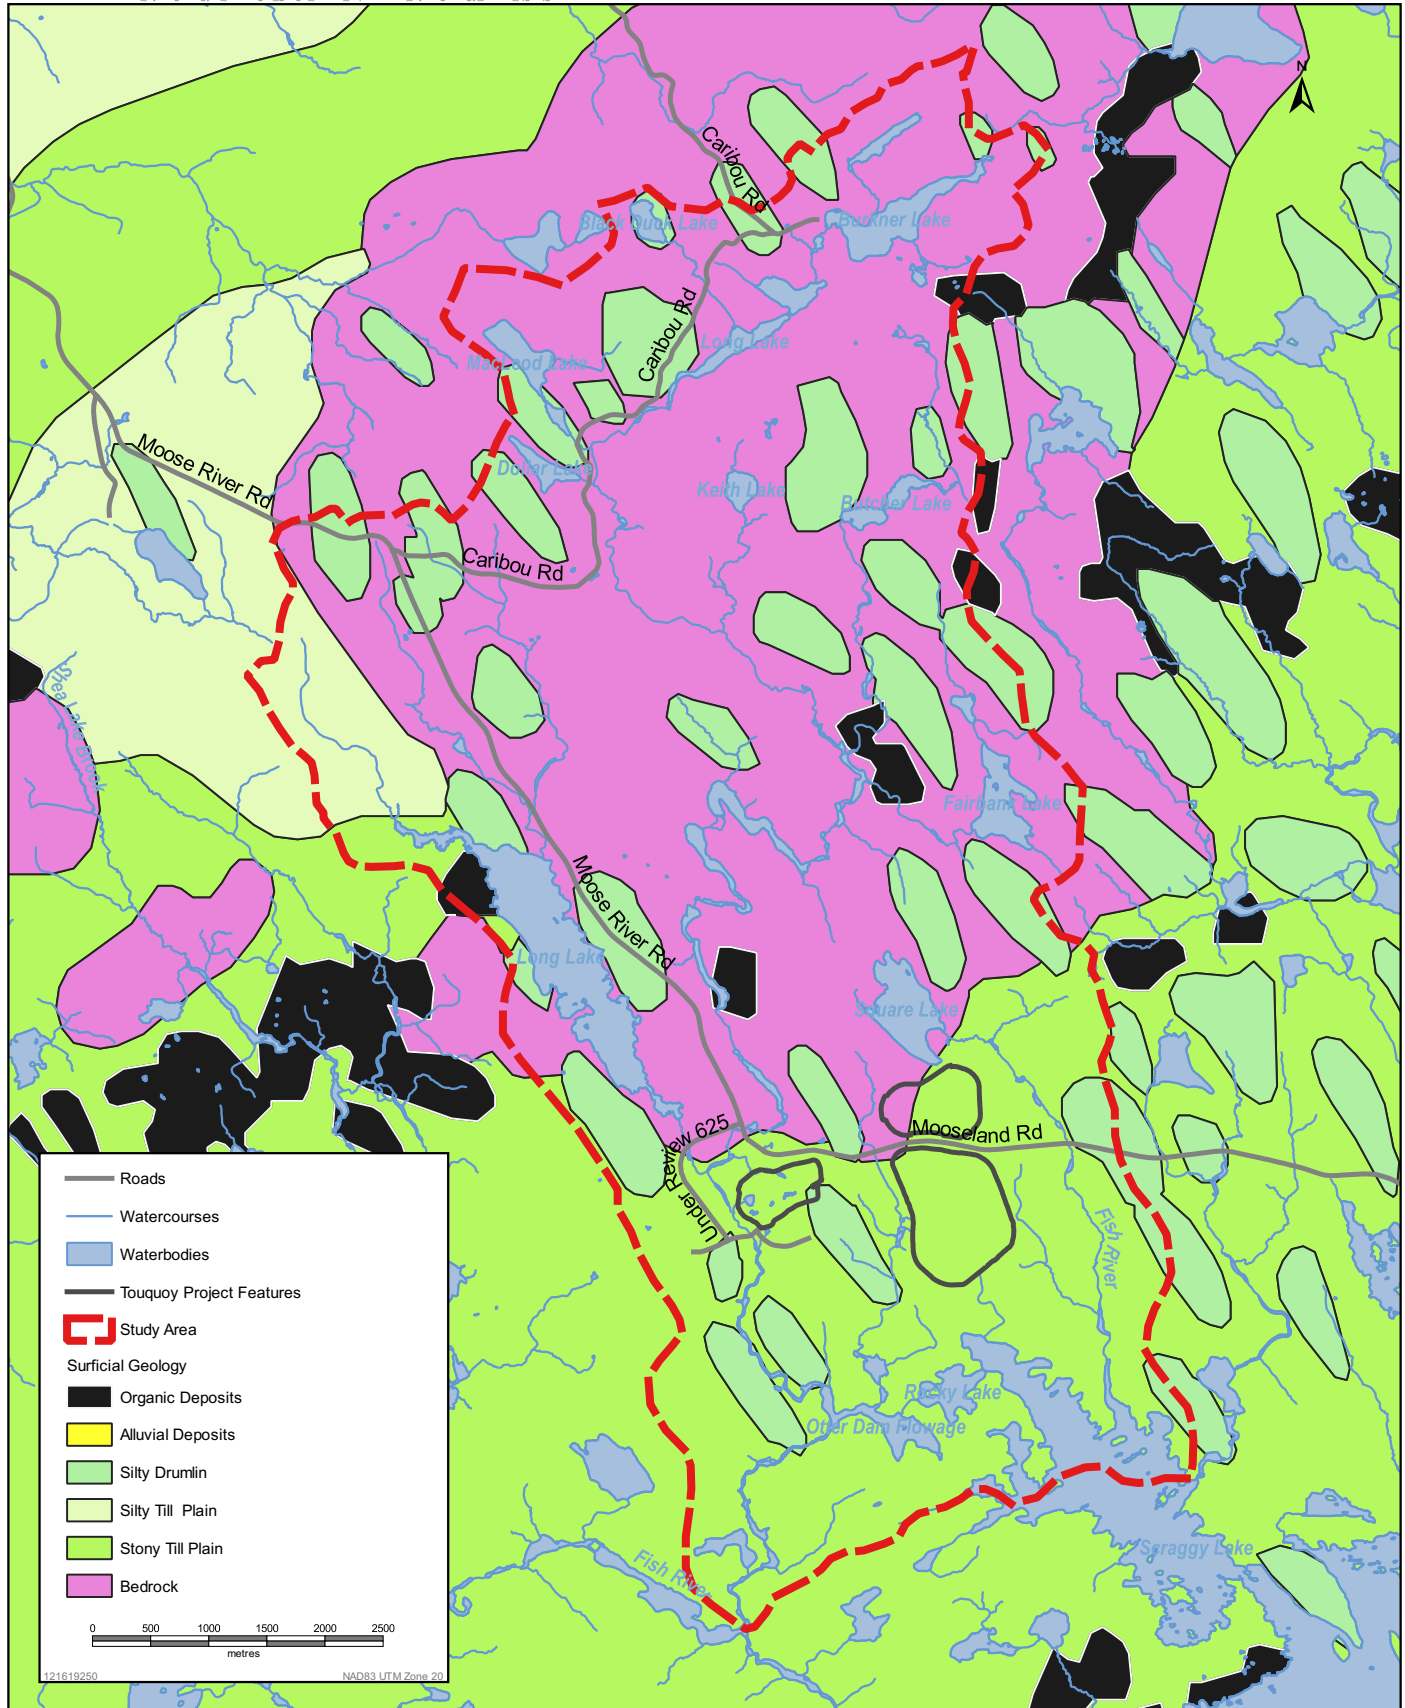 N
Caribou Rd
Black Duck Lake
Burkner Lake
Caribou Rd
Long Lake
MacLeod Lake
Moose River Rd
Dollar Lake
Keith Lake
Butcher Lake
Caribou Rd
Shea Lake Brook
Fairbank Lake
Moose River Rd
Long Lake
Square Lake
Mooseland Rd
Under Review 625
Fish River
Rocky Lake
Otter Dam Flowage
Scraggy Lake
Fish River
Roads
Watercourses
Waterbodies
Touquoy Project Features
Study Area
Surficial Geology
Organic Deposits
Alluvial Deposits
Silty Drumlin
Silty Till Plain
Stony Till Plain
Bedrock
0 500 1000 1500 2000 2500
metres
121619250 NAD83 UTM Zone 20